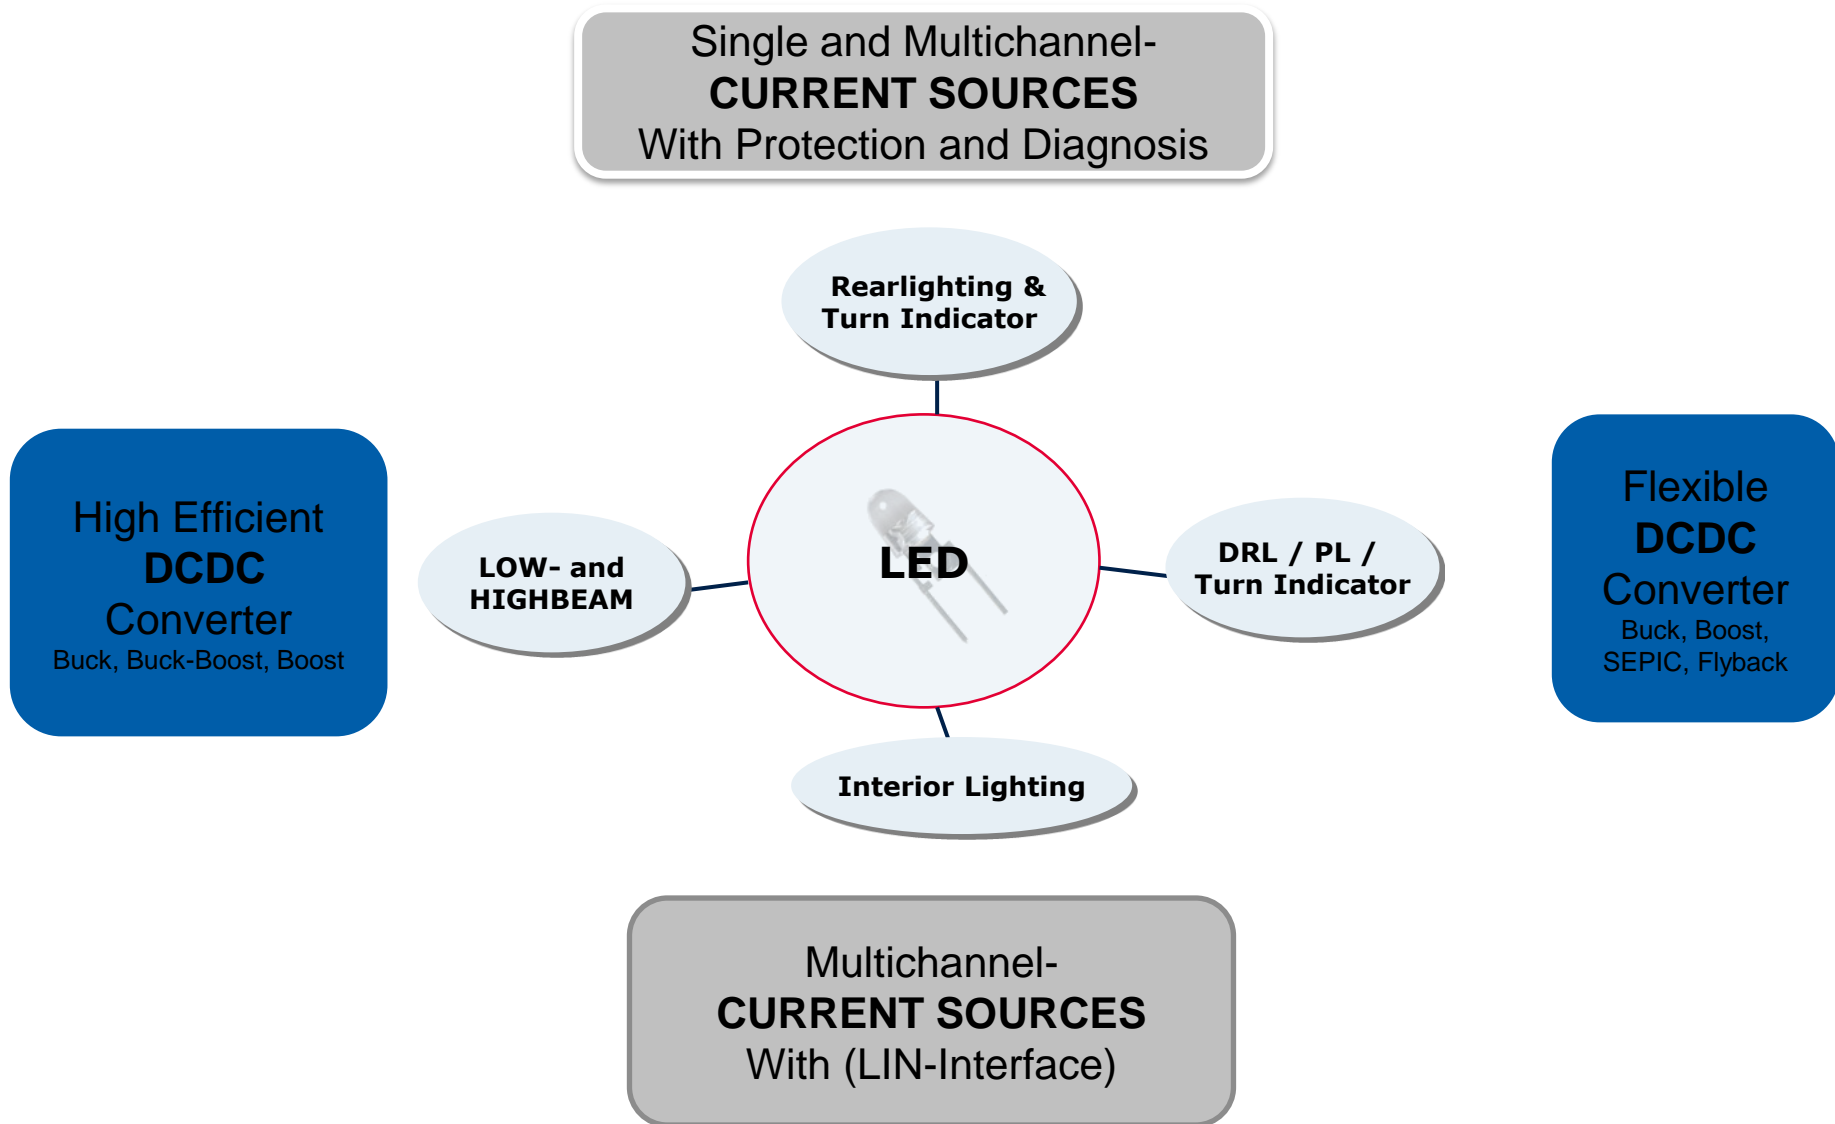 Single and Multichannel-
CURRENT SOURCES
With Protection and Diagnosis
Rearlighting &
Turn Indicator
High Efficient
DCDC
Converter
Buck, Buck-Boost, Boost
LOW- and
HIGHBEAM
LED
DRL / PL /
Turn Indicator
Flexible
DCDC
Converter
Buck, Boost,
SEPIC, Flyback
Interior Lighting
Multichannel-
CURRENT SOURCES
With (LIN-Interface)